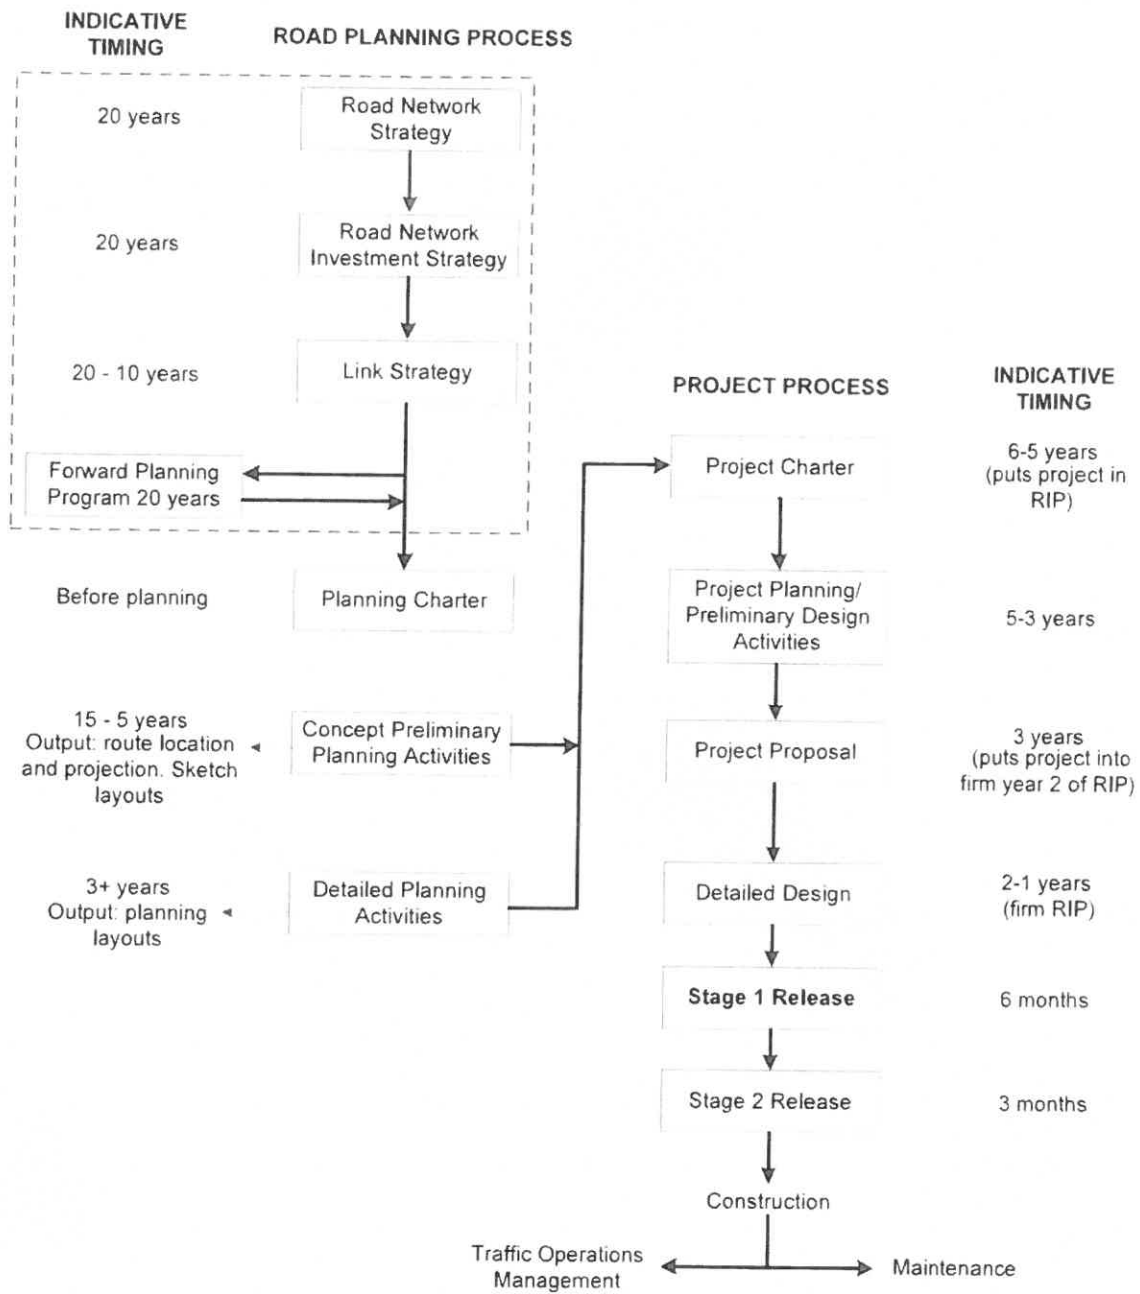 INDICATIVE
TIMING
ROAD PLANNING PROCESS
20 years
Road Network
Strategy
20 years
Road Network
Investment Strategy
20 - 10 years
Link Strategy
Forward Planning
Program 20 years
Before planning
Planning Charter
15 - 5 years
Output: route location
and projection. Sketch
layouts
Concept Preliminary
Planning Activities
3+ years
Output: planning
layouts
Detailed Planning
Activities
PROJECT PROCESS
INDICATIVE
TIMING
Project Charter
6-5 years
(puts project in
RIP)
Project Planning/
Preliminary Design
Activities
5-3 years
Project Proposal
3 years
(puts project into
firm year 2 of RIP)
Detailed Design
2-1 years
(firm RIP)
Stage 1 Release
6 months
Stage 2 Release
3 months
Construction
Traffic Operations
Management
Maintenance